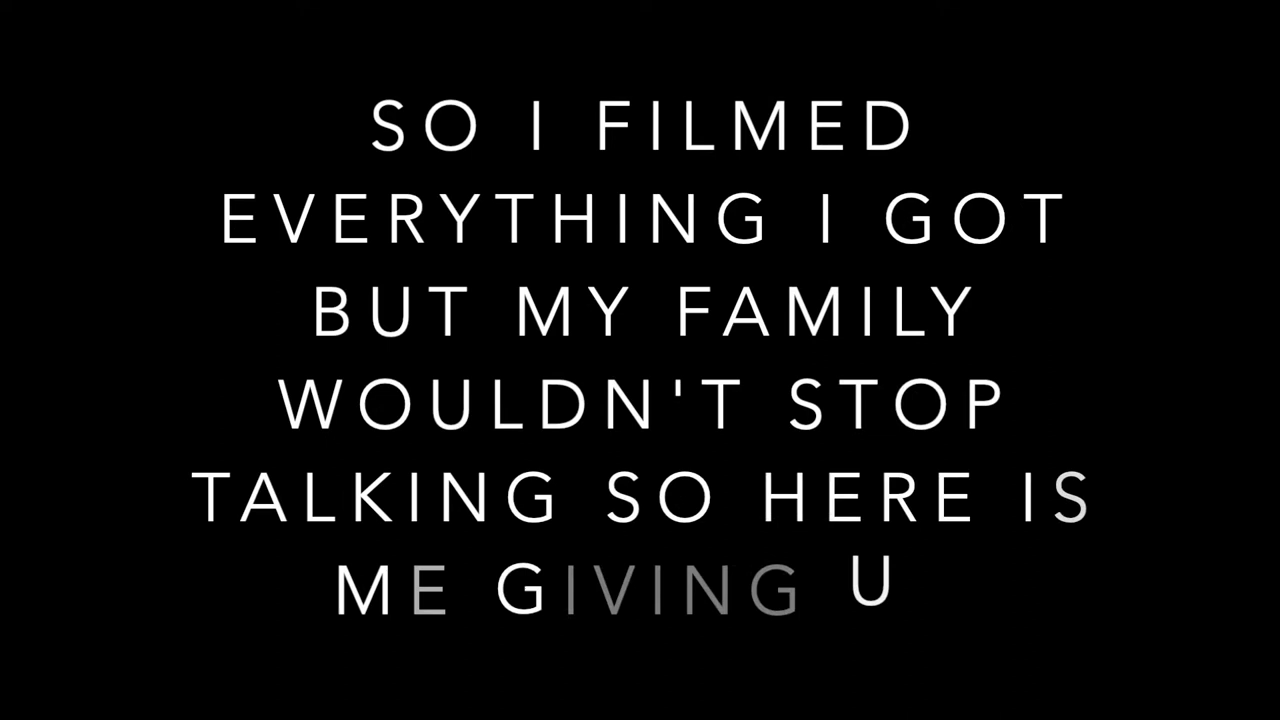 SO I FILMED
EVERYTHING I GOT
BUT MY FAMILY
WOULDN'T STOP
TALKING SO HERE IS
ME GIVING U